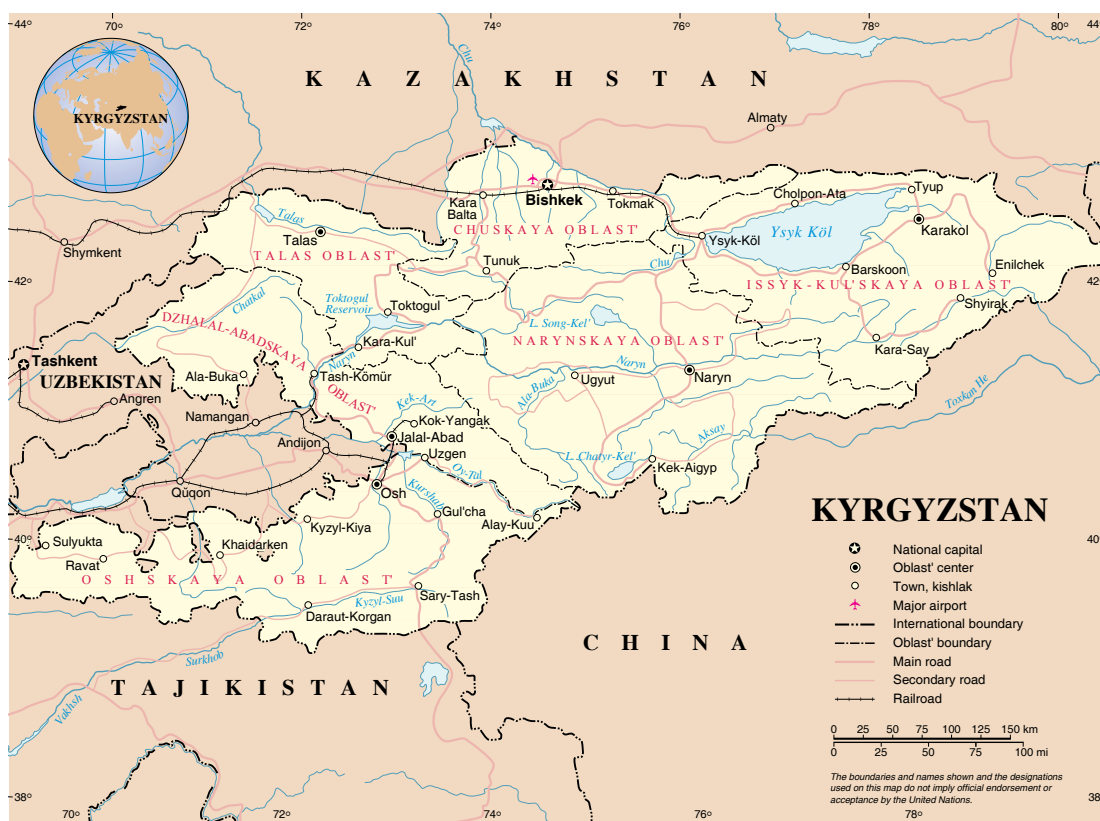 44°
70°
72°
74°
76°
78°
80°
44°
KAZAKHSTAN
KYRGYZSTAN
Chu
Almaty
Kara
Balta
Bishkek
Tokmak
Cholpon-Ata
Tyup
Talas
Talas
CHUSKAYA OBLAST'
Ysyk-Köl
Ysyk Köl
Karakol
Shymkent
TALAS OBLAST'
Tunuk
Chu
Barskoon
Enilchek
42°
42°
Chatkal
Toktogul
Reservoir
Toktogul
ISSYK-KUL'SKAYA OBLAST'
Shyirak
DZHALAL-ABADSKAYA
OBLAST'
L. Song-Kel'
NARYNSKAYA OBLAST'
Kara-Kul'
Kara-Say
Tashkent
UZBEKISTAN
Ala-Buka
Naryn
Tash-Kömür
Ala-Buka
Ugyut
Naryn
Naryn
Toxkan He
Angren
Namangan
Kek-Art
Kok-Yangak
Andijon
Jalal-Abad
Uzgen
Aksay
L. Chatyr-Kel'
Kek-Aigyp
Oy-Tal
Qŭqon
Osh
Kurshab
Gul'cha
Alay-Kuu
Kyzyl-Kiya
40°
40°
Sulyukta
Ravat
Khaidarken
OSHSKAYA OBLAST'
Kyzyl-Suu
Sary-Tash
Daraut-Korgan
Surkhob
CHINA
TAJIKISTAN
Vakhsh
KYRGYZSTAN
National capital
Oblast' center
Town, kishlak
Major airport
International boundary
Oblast' boundary
Main road
Secondary road
Railroad
0 25 50 75 100 125 150 km
0 25 50 75 100 mi
The boundaries and names shown and the designations
used on this map do not imply official endorsement or
acceptance by the United Nations.
38°
38°
70°
72°
74°
76°
78°